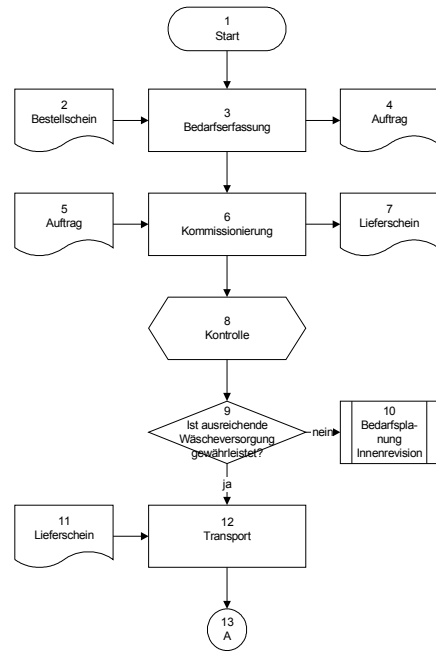 1
Start
2
Bestellschein
3
Bedarfserfassung
4
Auftrag
5
Auftrag
6
Kommissionierung
7
Lieferschein
8
Kontrolle
9
Ist ausreichende
Wäscheversorgung
gewährleistet?
nein
10
Bedarfspla-
nung
Innenrevision
ja
11
Lieferschein
12
Transport
13
A